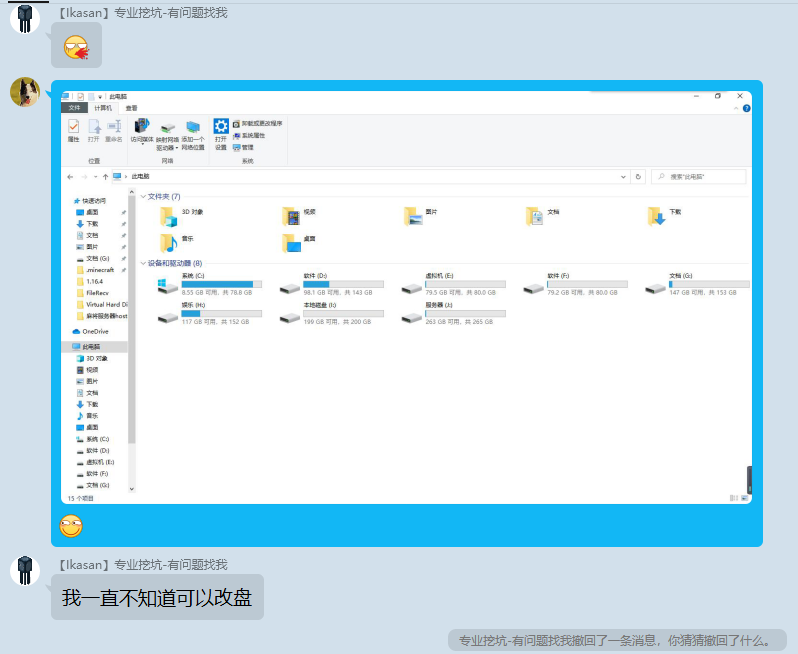 【Ikasan】专业挖坑-有问题找我
此电脑
文件 计算机 查看
属性 打开 重命名 访问媒体 映射网络驱动器 添加一个网络位置 打开设置
卸载或更改程序
系统属性
管理
位置 网络 系统
此电脑
搜索"此电脑"
快速访问
桌面
下载
文档
图片
文档 (G:)
.minecraft
1.16.4
FileRecv
Virtual Hard Di
麻将服务器host
OneDrive
此电脑
3D 对象
视频
图片
文档
下载
音乐
桌面
系统 (C:)
软件 (D:)
虚拟机 (E:)
软件 (F:)
文档 (G:)
文件夹 (7)
3D 对象 视频 图片 文档 下载
音乐 桌面
设备和驱动器 (8)
系统 (C:) 软件 (D:) 虚拟机 (E:) 软件 (F:) 文档 (G:)
8.55 GB 可用，共 78.8 GB 98.1 GB 可用，共 143 GB 79.5 GB 可用，共 80.0 GB 79.2 GB 可用，共 80.0 GB 147 GB 可用，共 153 GB
娱乐 (H:) 本地磁盘 (I:) 服务器 (J:)
117 GB 可用，共 152 GB 199 GB 可用，共 200 GB 263 GB 可用，共 265 GB
15 个项目
【Ikasan】专业挖坑-有问题找我
我一直不知道可以改盘
专业挖坑-有问题找我撤回了一条消息，你猜猜撤回了什么。